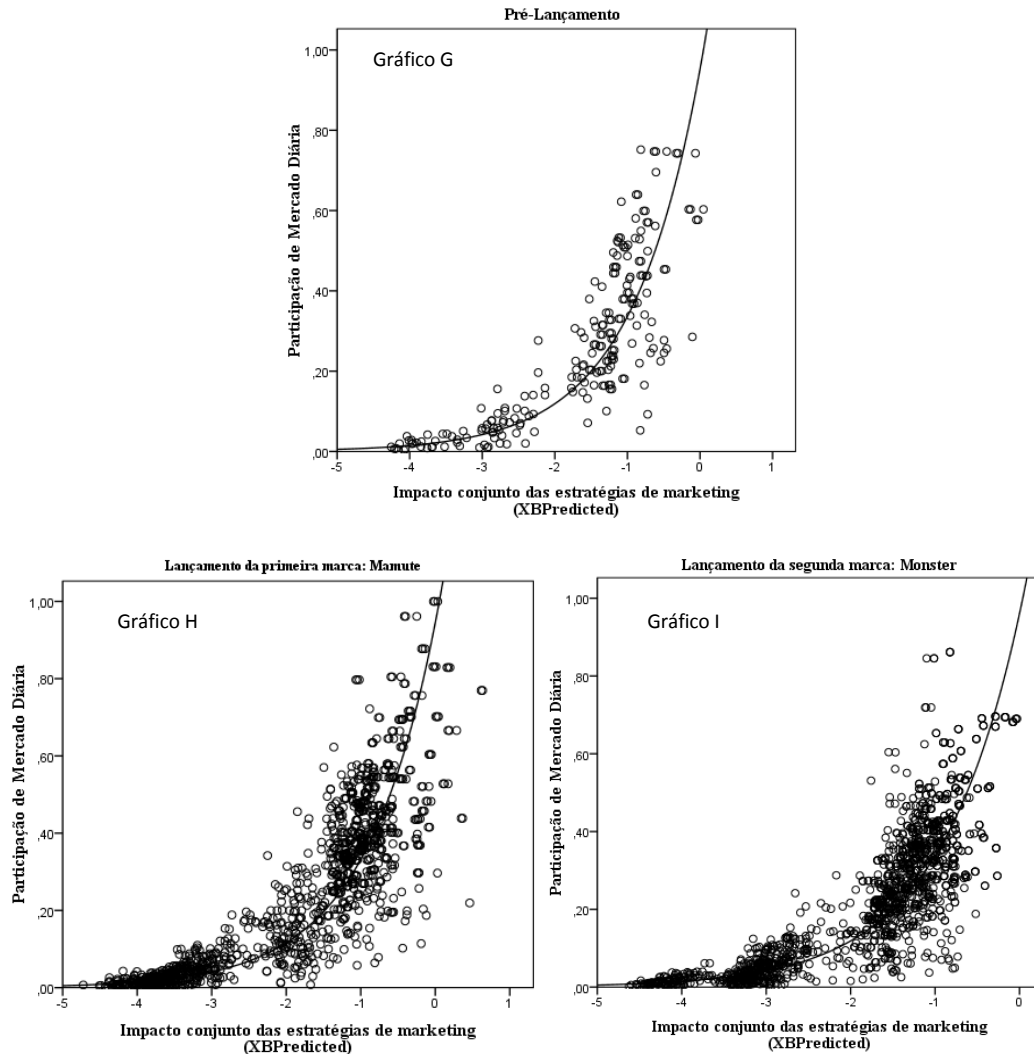 Pré-Lançamento
Gráfico G
1,00
,80
,60
,40
,20
,00
Participação de Mercado Diária
-5 -4 -3 -2 -1 0 1
Impacto conjunto das estratégias de marketing
(XBPredicted)
Lançamento da primeira marca: Mamute
Gráfico H
1,00
,80
,60
,40
,20
,00
Participação de Mercado Diária
-5 -4 -3 -2 -1 0 1
Impacto conjunto das estratégias de marketing
(XBPredicted)
Lançamento da segunda marca: Monster
Gráfico I
1,00
,80
,60
,40
,20
,00
Participação de Mercado Diária
-5 -4 -3 -2 -1 0
Impacto conjunto das estratégias de marketing
(XBPredicted)